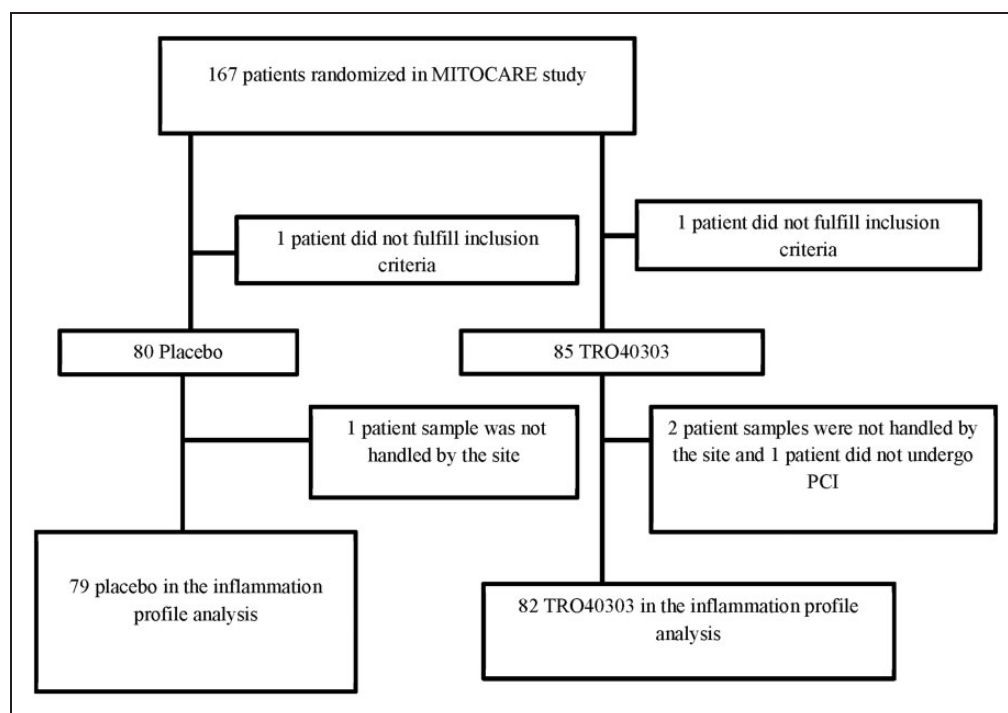 167 patients randomized in MITOCARE study
1 patient did not fulfill inclusion
criteria
1 patient did not fulfill inclusion
criteria
80 Placebo
85 TRO40303
1 patient sample was not
handled by the site
2 patient samples were not handled by
the site and 1 patient did not undergo
PCI
79 placebo in the inflammation
profile analysis
82 TRO40303 in the inflammation profile
analysis